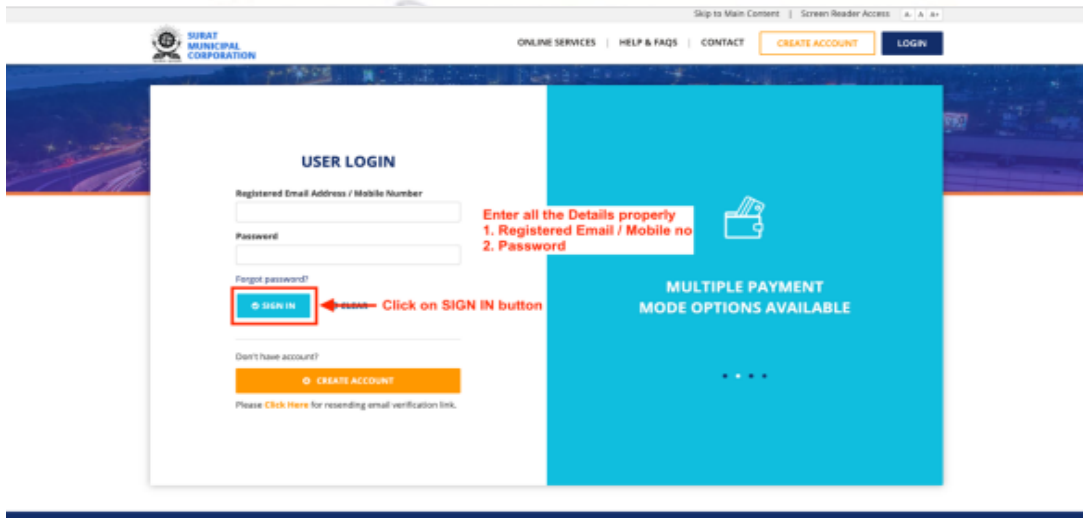 Skip to Main Content | Screen Reader Access A- A A+
SURAT
MUNICIPAL
CORPORATION
ONLINE SERVICES | HELP & FAQS | CONTACT
CREATE ACCOUNT
LOGIN
USER LOGIN
Registered Email Address / Mobile Number
Password
Forgot password?
SIGN IN
CLEAR
Click on SIGN IN button
Don't have account?
CREATE ACCOUNT
Please Click Here for resending email verification link.
Enter all the Details properly
1. Registered Email / Mobile no
2. Password
MULTIPLE PAYMENT
MODE OPTIONS AVAILABLE